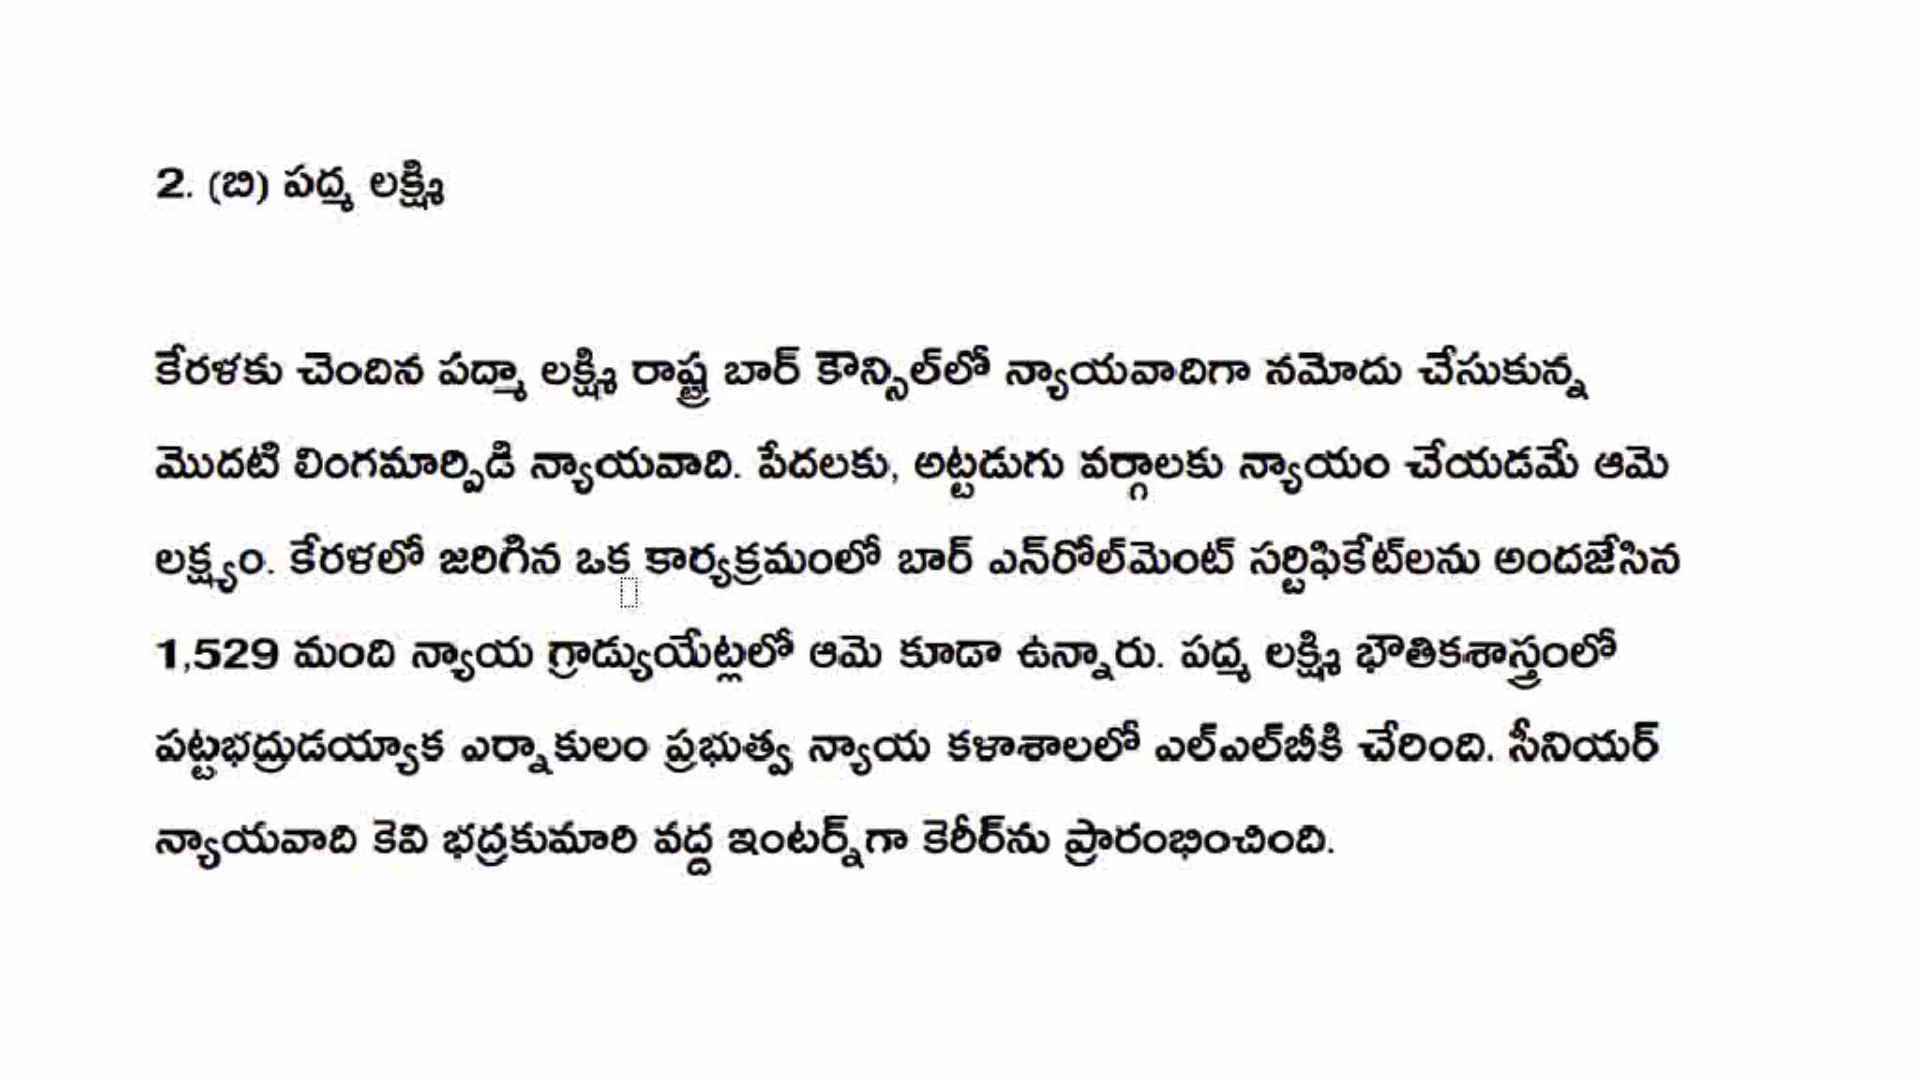 2. (బి) పద్మ లక్ష్మి
కేరళకు చెందిన పద్మా లక్ష్మి రాష్ట్ర బార్ కౌన్సిల్‌లో న్యాయవాదిగా నమోదు చేసుకున్న
మొదటి లింగమార్పిడి న్యాయవాది. పేదలకు, అట్టడుగు వర్గాలకు న్యాయం చేయడమే ఆమె
లక్ష్యం. కేరళలో జరిగిన ఒక్క కార్యక్రమంలో బార్ ఎన్‌రోల్‌మెంట్ సర్టిఫికేట్‌లను అందజేసిన
1,529 మంది న్యాయ గ్రాడ్యుయేట్లలో ఆమె కూడా ఉన్నారు. పద్మ లక్ష్మి భౌతికశాస్త్రంలో
పట్టభద్రుడయ్యాక ఎర్నాకులం ప్రభుత్వ న్యాయ కళాశాలలో ఎల్‌ఎల్‌బీకి చేరింది. సీనియర్
న్యాయవాది కెవి భద్రకుమారి వద్ద ఇంటర్న్‌గా కెరీర్‌ను ప్రారంభించింది.